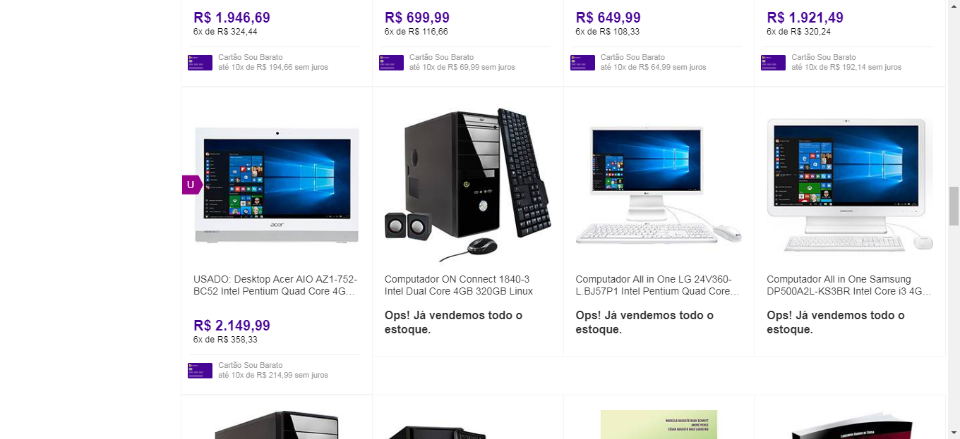 R$ 1.946,69
6x de R$ 324,44
Cartão Sou Barato
até 10x de R$ 194,66 sem juros
R$ 699,99
6x de R$ 116,66
Cartão Sou Barato
até 10x de R$ 69,99 sem juros
R$ 649,99
6x de R$ 108,33
Cartão Sou Barato
até 10x de R$ 64,99 sem juros
R$ 1.921,49
6x de R$ 320,24
Cartão Sou Barato
até 10x de R$ 192,14 sem juros
U
acer
USADO: Desktop Acer AIO AZ1-752-
BC52 Intel Pentium Quad Core 4G...
R$ 2.149,99
6x de R$ 358,33
Cartão Sou Barato
até 10x de R$ 214,99 sem juros
Computador ON Connect 1840-3
Intel Dual Core 4GB 320GB Linux
Ops! Já vendemos todo o
estoque.
Computador All in One LG 24V360-
L.BJ57P1 Intel Pentium Quad Core...
Ops! Já vendemos todo o
estoque.
Computador All in One Samsung
DP500A2L-KS3BR Intel Core i3 4G...
Ops! Já vendemos todo o
estoque.